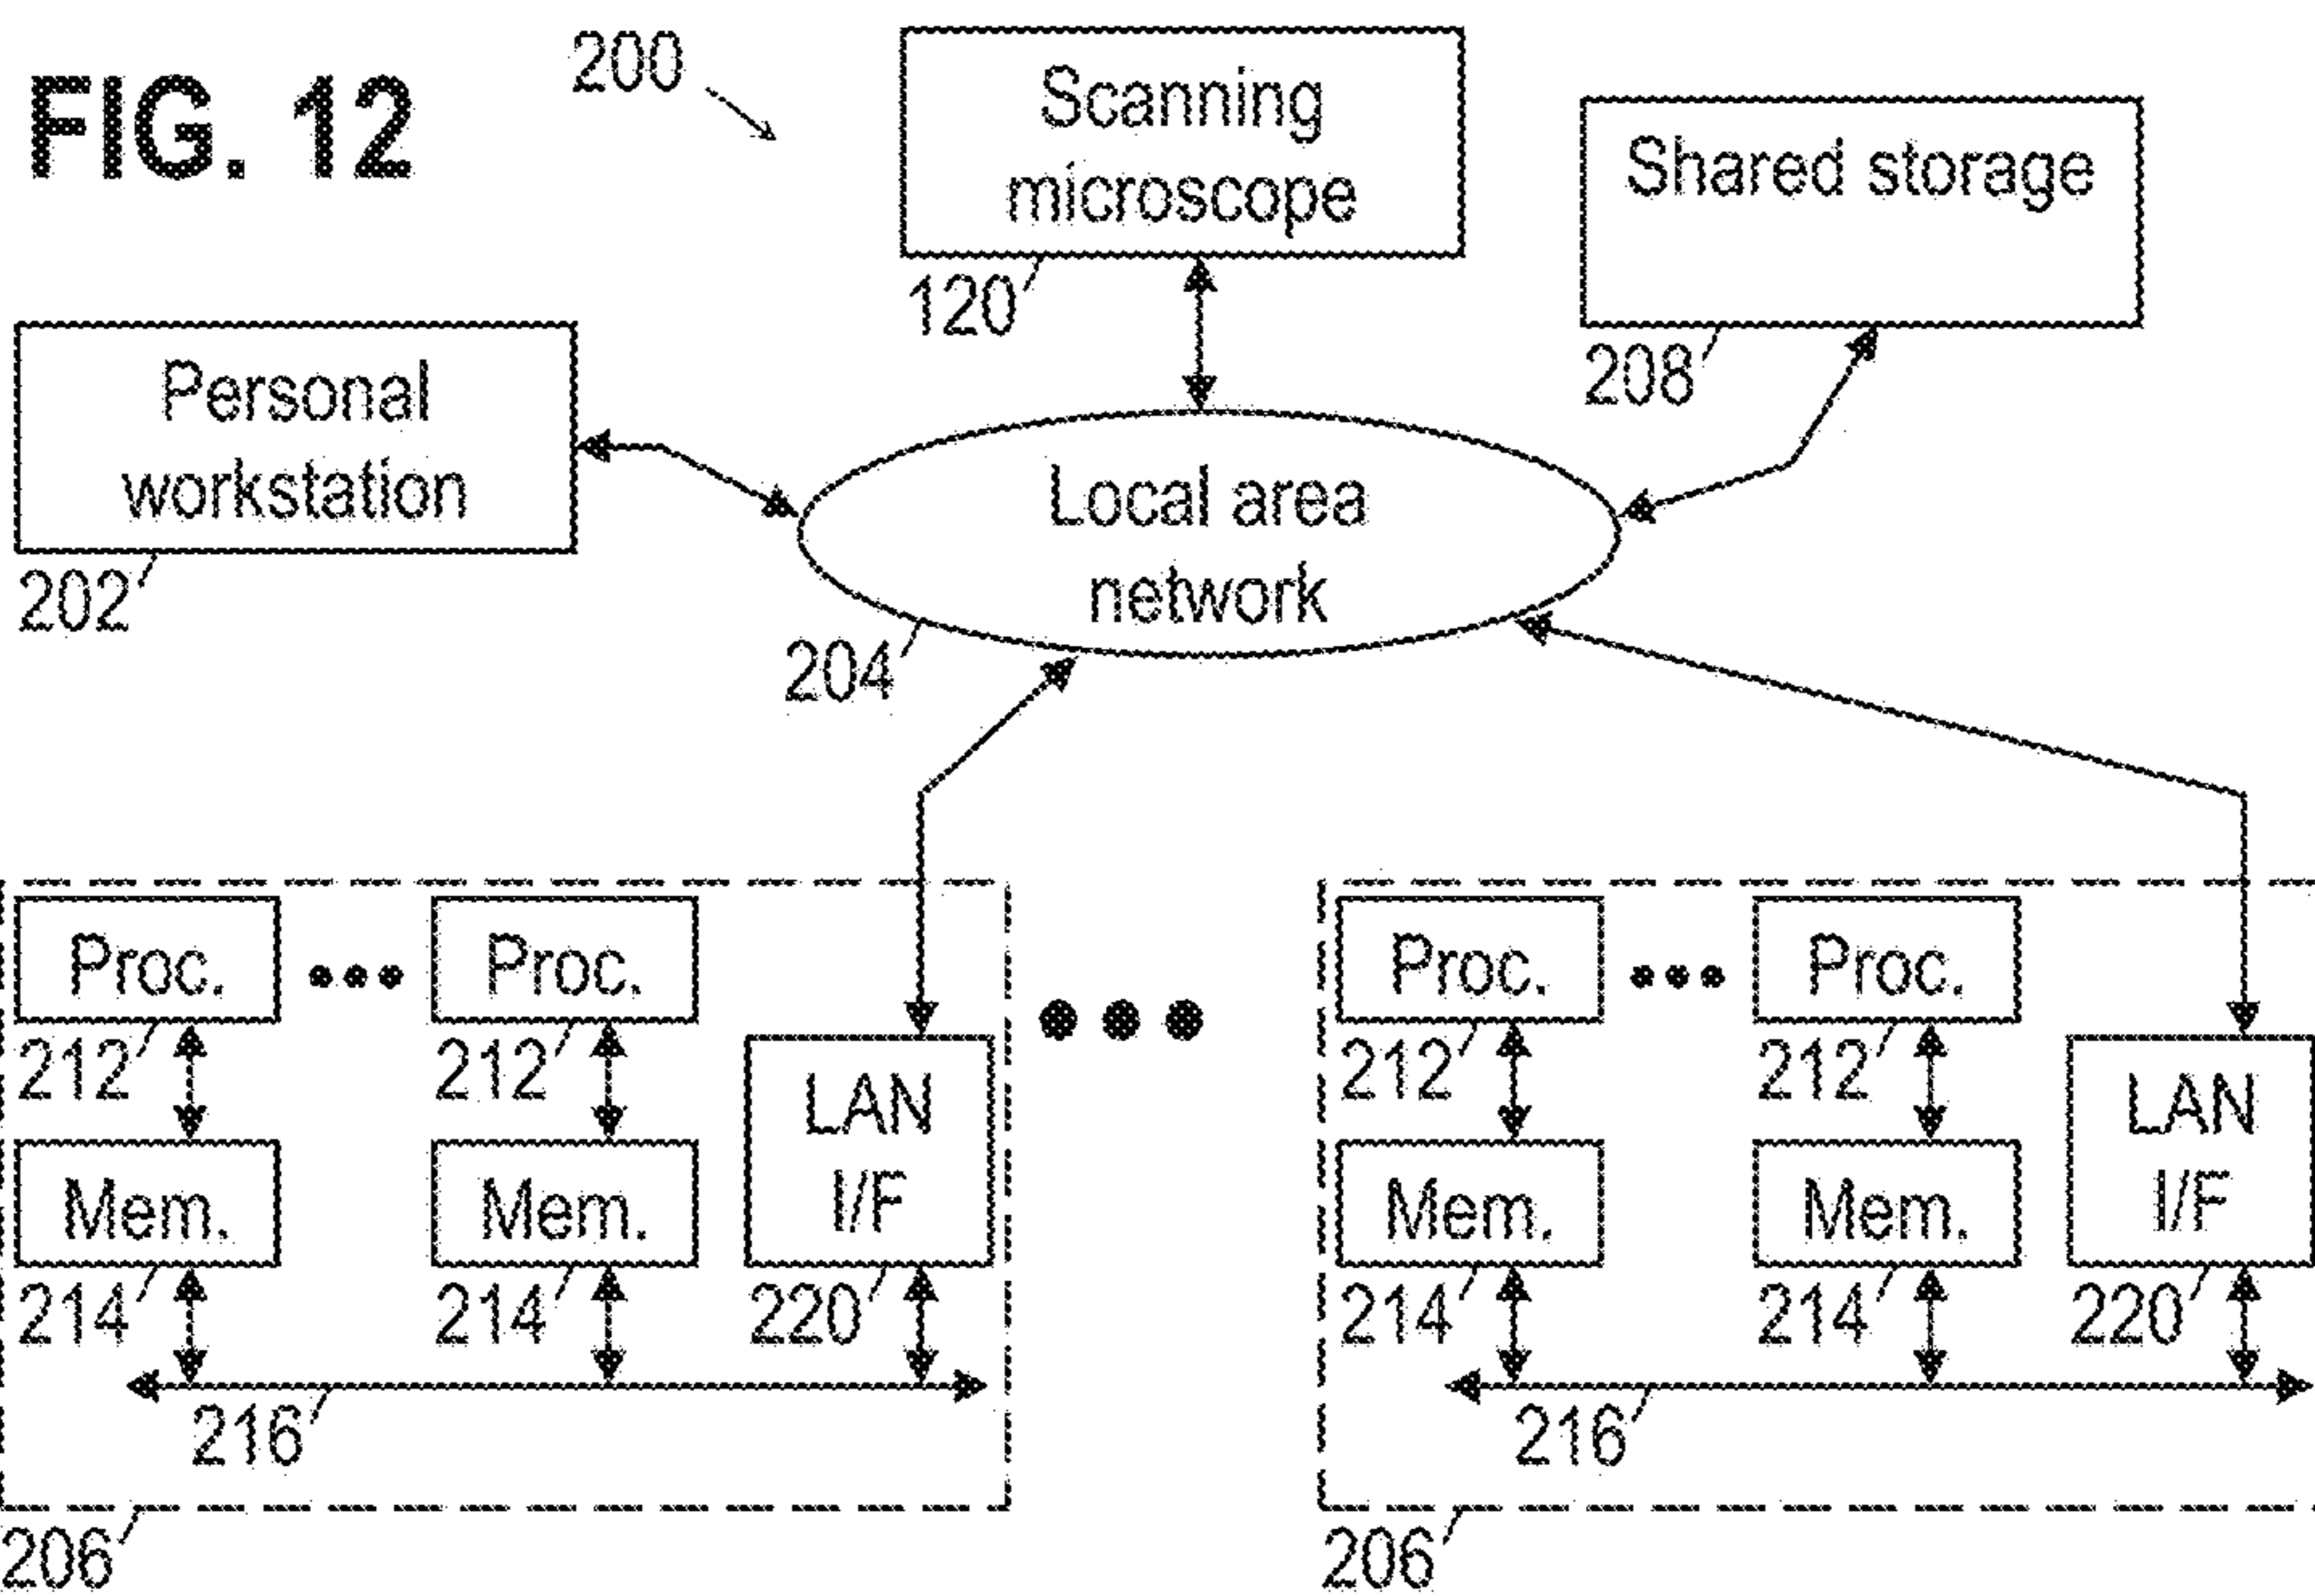 FIG. 12
200
Scanning
microscope
120
Shared storage
208
Personal
workstation
202
Local area
network
204
Proc.
Proc.
Proc.
Proc.
212
212
212
212
LAN
I/F
LAN
I/F
Mem.
Mem.
Mem.
Mem.
214
214
220
214
214
220
216
216
206
206